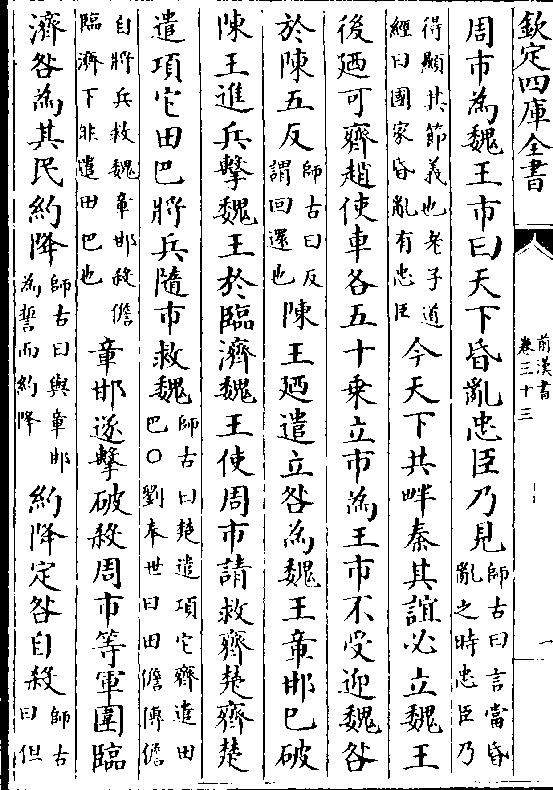 欽定四庫全書
前漢書
卷三十三
一
周市為魏王市曰天下昏亂忠臣乃見師古曰言當昏亂之時忠臣乃
得顯其節義也老子道經曰國家昏亂有忠臣今天下共畔秦其誼必立魏王
後廼可齊趙使車各五十乗立市為王市不受迎魏咎
於陳五反師古曰反謂回還也陳王廼遣立咎為魏王章邯已破
陳王進兵擊魏王於臨濟魏王使周市請救齊楚齊楚
遣項它田巴將兵隨市救魏師古曰楚遣項它齊遣田巴○劉奉世曰田儋傳儋
自將兵救魏章邯殺儋臨濟下非遣田巴也章邯遂擊破殺周市等軍圍臨
濟咎為其民約降師古曰與章邯為誓而約降約降定咎自殺師古曰但